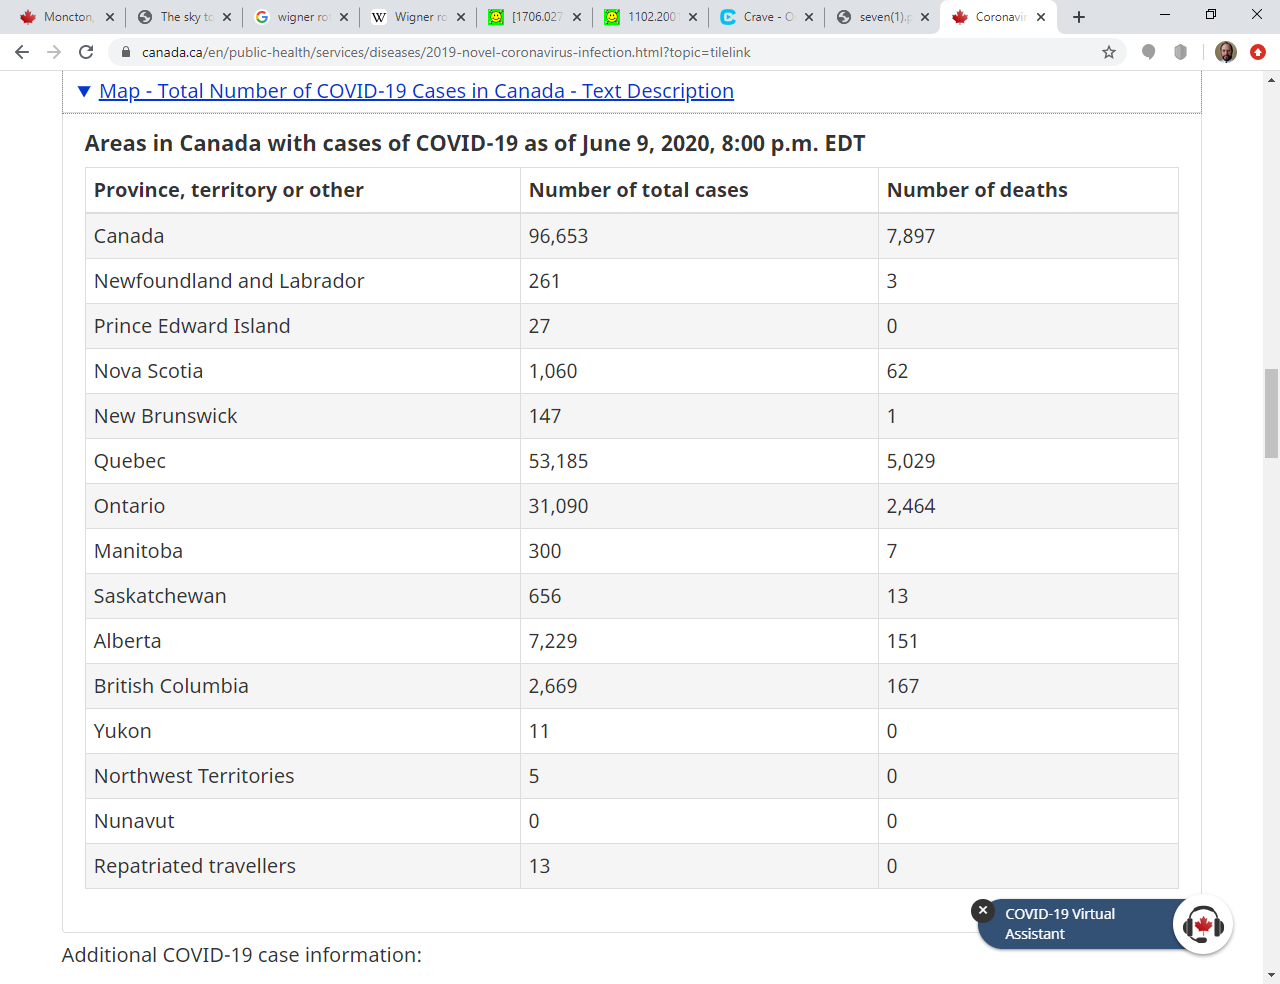 Moncton, The sky to wigner ro Wigner ro [1706.027 1102.2001 Crave - O seven(1).p Coronavir
canada.ca/en/public-health/services/diseases/2019-novel-coronavirus-infection.html?topic=tilelink
Map - Total Number of COVID-19 Cases in Canada - Text Description
Areas in Canada with cases of COVID-19 as of June 9, 2020, 8:00 p.m. EDT
Province, territory or other Number of total cases Number of deaths
Canada 96,653 7,897
Newfoundland and Labrador 261 3
Prince Edward Island 27 0
Nova Scotia 1,060 62
New Brunswick 147 1
Quebec 53,185 5,029
Ontario 31,090 2,464
Manitoba 300 7
Saskatchewan 656 13
Alberta 7,229 151
British Columbia 2,669 167
Yukon 11 0
Northwest Territories 5 0
Nunavut 0 0
Repatriated travellers 13 0
COVID-19 Virtual
Assistant
Additional COVID-19 case information: